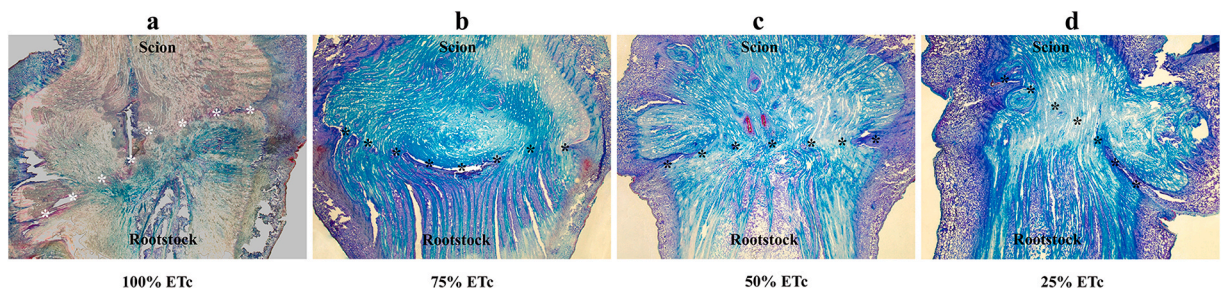 a b c d
Scion Scion Scion Scion
Rootstock Rootstock Rootstock Rootstock
100% ETc 75% ETc 50% ETc 25% ETc